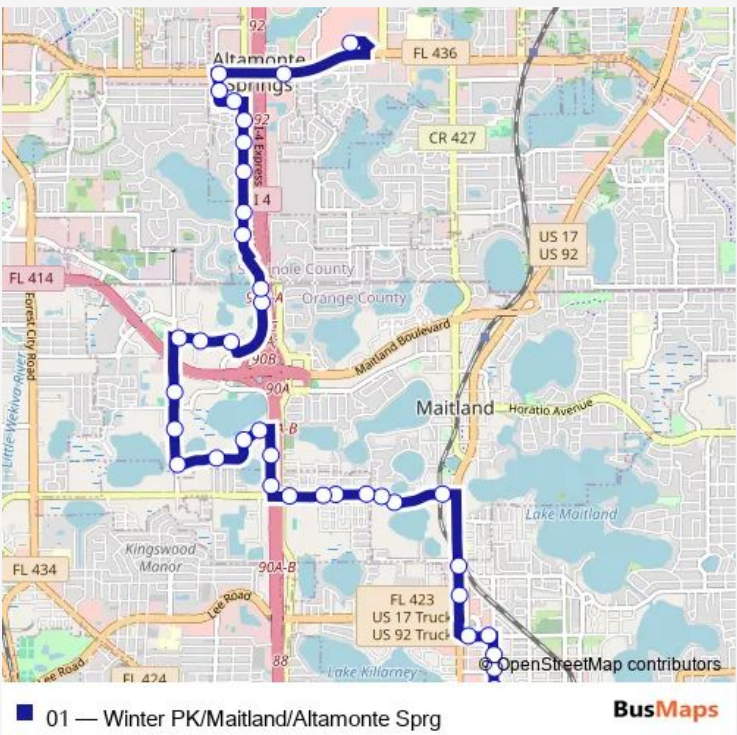 92
Altamonte
Springs
FL 436
92
CR 427
I-4 Express
I 4
US 17
US 92
FL 414
Seminole County
Orange County
Forest City Road
Maitland Boulevard
90B
90A
Little Wekiva River
Maitland
Horatio Avenue
Lake Maitland
Kingswood
Manor
FL 434
90A-B
Lee Road
FL 423
US 17 Truck
US 92 Truck
Lee Road
88
Lake Killarney
FL 424
© OpenStreetMap contributors
01 — Winter PK/Maitland/Altamonte Sprg
BusMaps